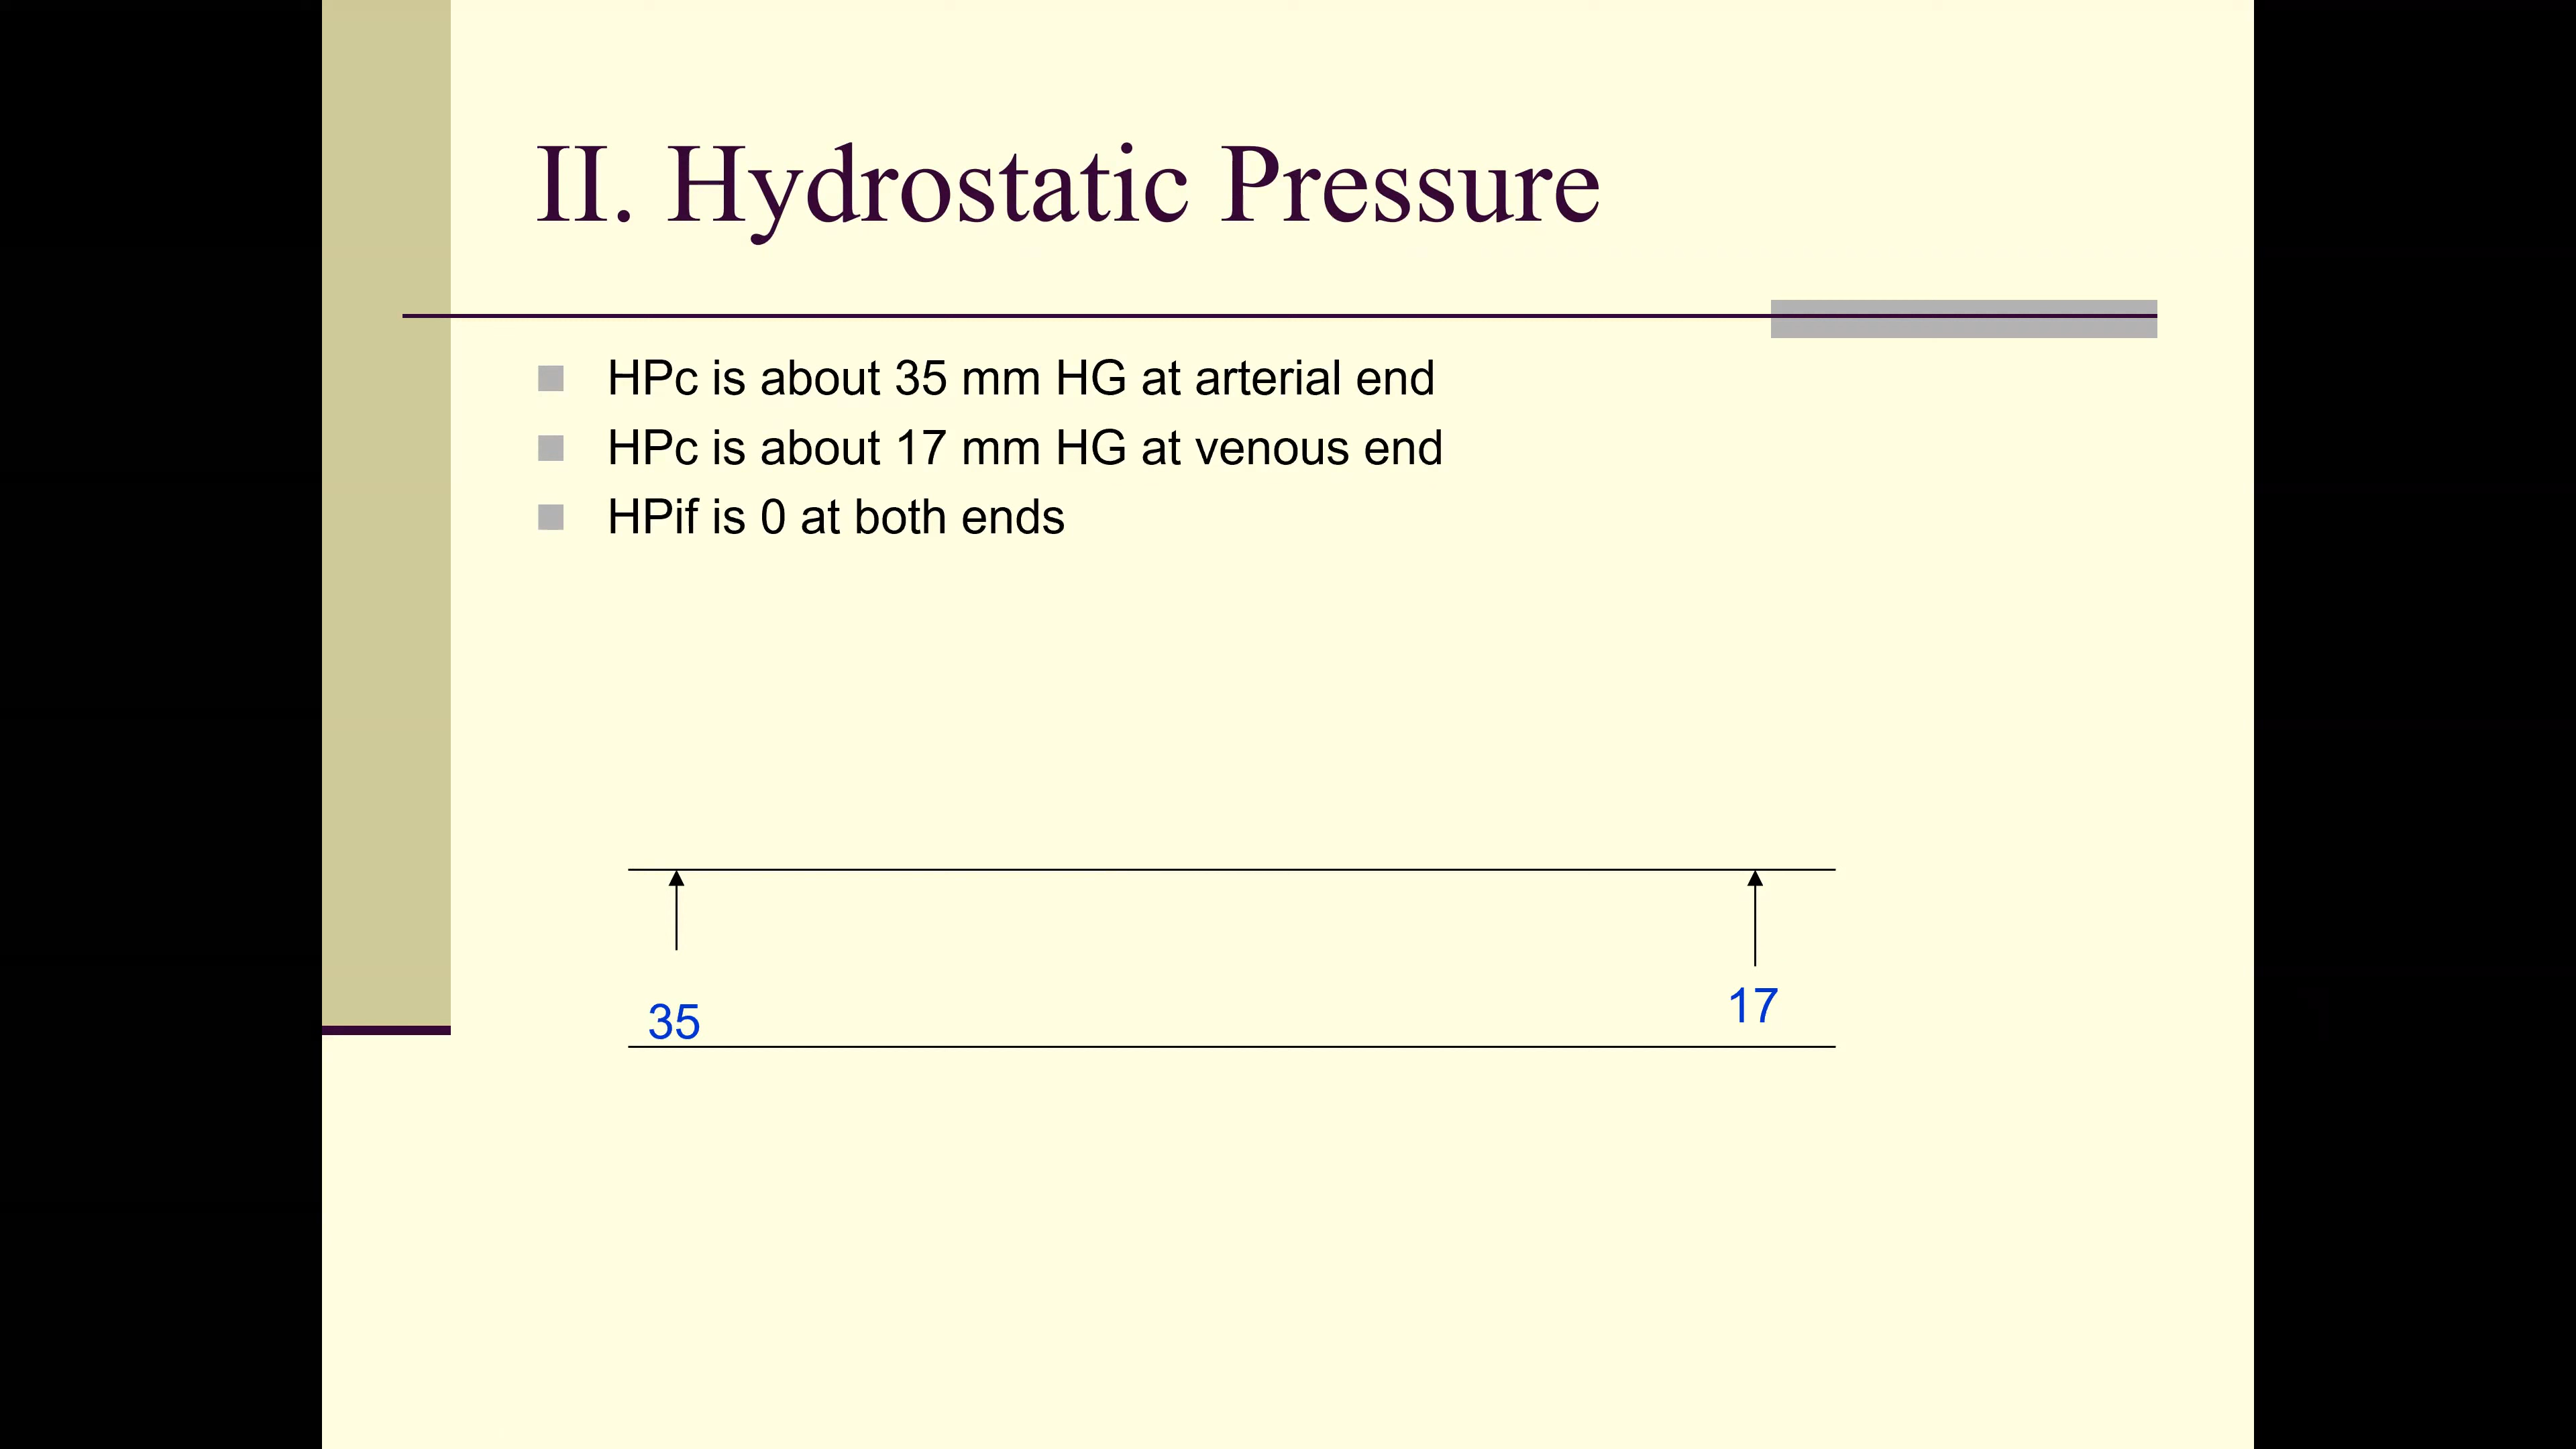 II. Hydrostatic Pressure
HPc is about 35 mm HG at arterial end
HPc is about 17 mm HG at venous end
HPif is 0 at both ends
35
17